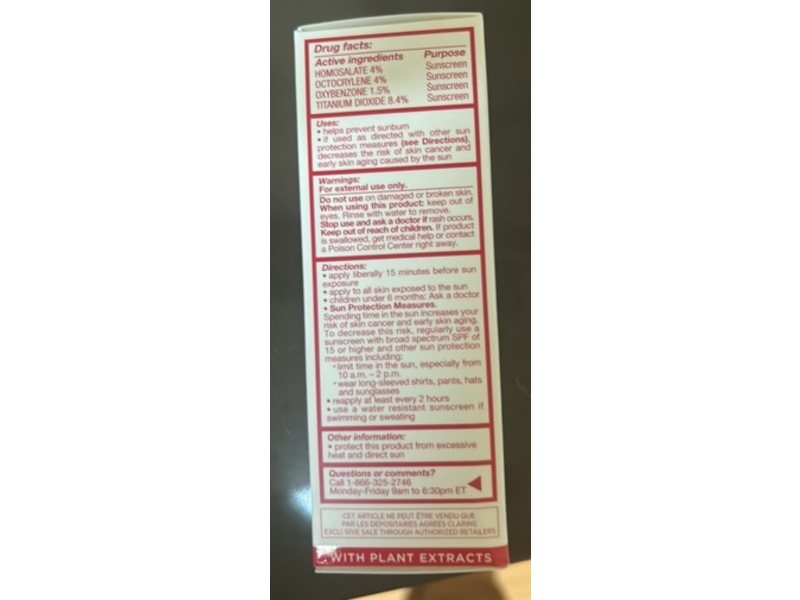 Drug facts:
Active ingredients Purpose
HOMOSALATE 4% Sunscreen
OCTOCRYLENE 4% Sunscreen
OXYBENZONE 1.5% Sunscreen
TITANIUM DIOXIDE 8.4% Sunscreen
Uses:
• helps prevent sunburn
• if used as directed with other sun
protection measures (see Directions),
decreases the risk of skin cancer and
early skin aging caused by the sun
Warnings:
For external use only.
Do not use on damaged or broken skin.
When using this product: keep out of
eyes. Rinse with water to remove.
Stop use and ask a doctor if rash occurs.
Keep out of reach of children. If product
is swallowed, get medical help or contact
a Poison Control Center right away.
Directions:
• apply liberally 15 minutes before sun
exposure
• apply to all skin exposed to the sun
• children under 6 months: Ask a doctor
• Sun Protection Measures.
Spending time in the sun increases your
risk of skin cancer and early skin aging.
To decrease this risk, regularly use a
sunscreen with broad spectrum SPF of
15 or higher and other sun protection
measures including:
• limit time in the sun, especially from
10 a.m. – 2 p.m.
• wear long-sleeved shirts, pants, hats
and sunglasses
• reapply at least every 2 hours
• use a water resistant sunscreen if
swimming or sweating
Other information:
• protect this product from excessive
heat and direct sun
Questions or comments?
Call 1-866-325-2746
Monday-Friday 9am to 6:30pm ET
CET ARTICLE NE PEUT ÊTRE VENDU QUE
PAR LES DÉPOSITAIRES AGRÉÉS CLARINS
EXCLUSIVE SALE THROUGH AUTHORIZED RETAILERS
WITH PLANT EXTRACTS